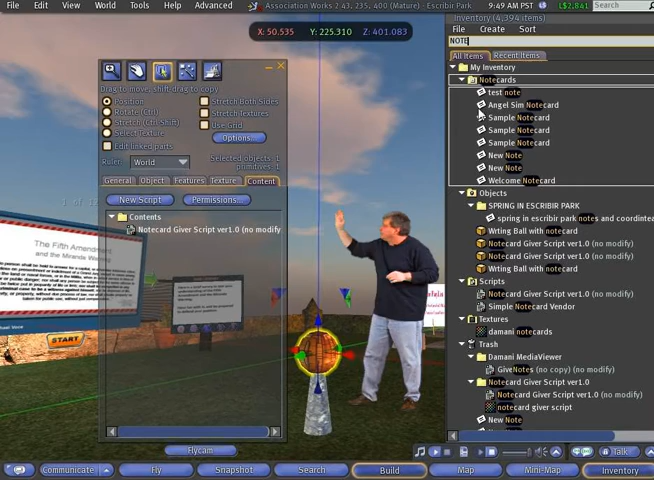 Edit View World Tools Help Advanced
Association Works 2 43, 235, 400 (Mature) - Escribir Park
9:49 AM PST L$2,841 Search
X: 50.535 Y: 225.310 Z: 401.083
Inventory (4,394 items)
File Create Sort
NOTE
All Items Recent Items
My Inventory
Notecards
test note
Angel Sim Notecard
Sample Notecard
Sample Notecard
Sample Notecard
New Note
New Note
Welcome Notecard
Objects
SPRING IN ESCRIBIR PARK
spring in escribir park notes and coordintea
Wrting Ball with notecard
Notecard Giver Script ver1.0 (no modify)
Notecard Giver Script ver1.0 (no modify)
Wrting Ball with notecard
Scripts
Notecard Giver Script ver1.0 (no modify)
Simple Notecard Vendor
Textures
damani notecards
Trash
Damani MediaViewer
GiveNotes (no copy) (no modify)
Notecard Giver Script ver1.0
Notecard Giver Script ver1.0 (no modify)
notecard giver script
New Note
Drag to move, shift-drag to copy
Position
Rotate (Ctrl)
Stretch (Ctrl-Shift)
Select Texture
Edit linked parts
Stretch Both Sides
Stretch Textures
Use Grid
Options...
Ruler: World
Selected objects: 1,
primitives: 1
General Object Features Texture Content
New Script Permissions...
Contents
Notecard Giver Script ver1.0 (no modify
The Fifth Amendment
and the Miranda Warning
START
Flycam
Talk
Communicate Fly Snapshot Search Build Map Mini-Map Inventory